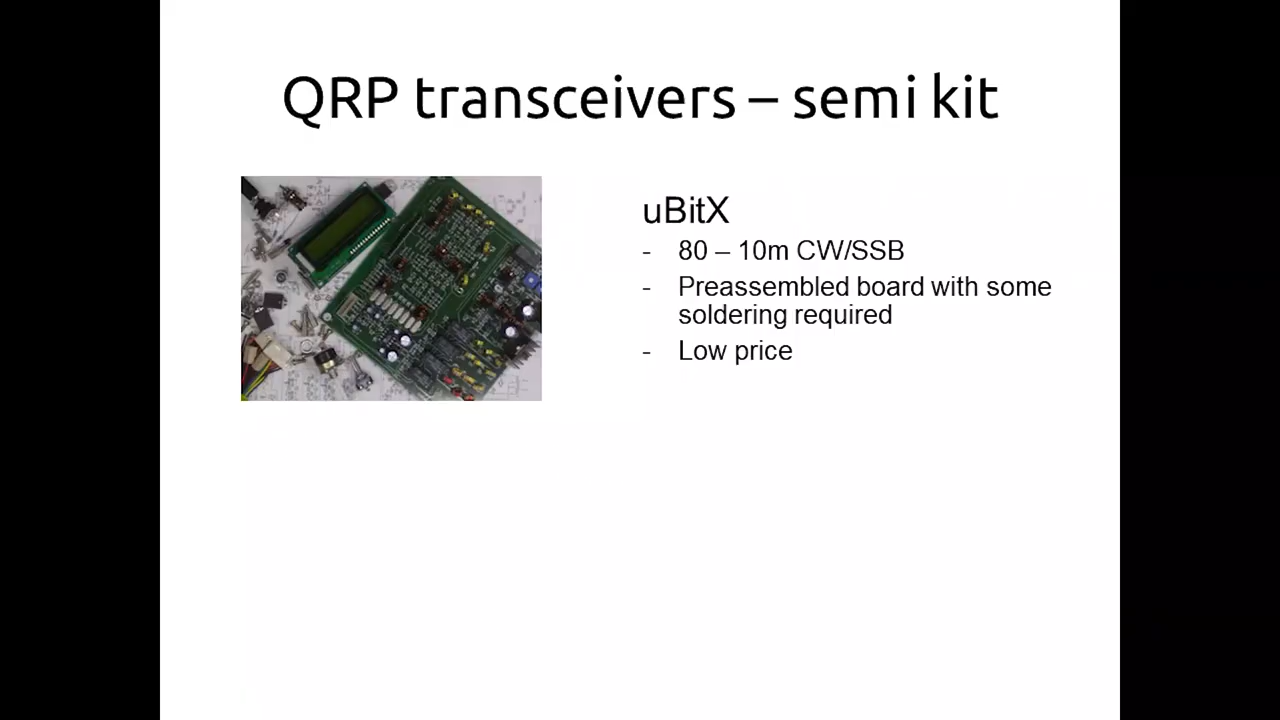 QRP transceivers – semi kit
uBitX
- 80 – 10m CW/SSB
- Preassembled board with some
soldering required
- Low price